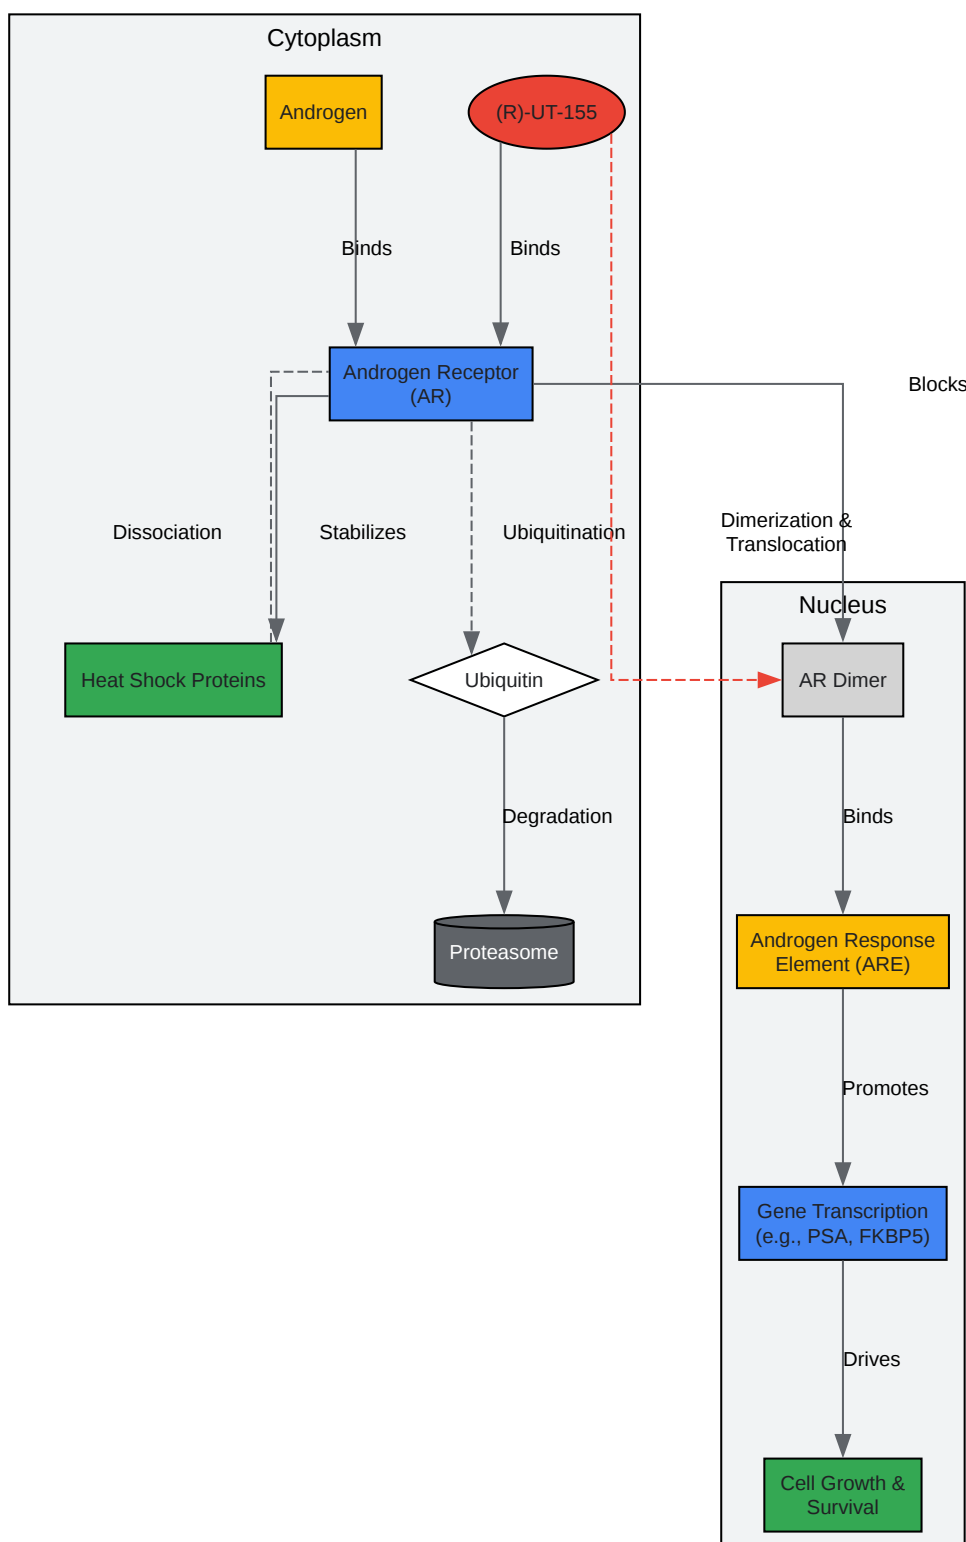 Cytoplasm
Androgen
(R)-UT-155
Binds
Binds
Androgen Receptor
(AR)
Blocks
Dissociation
Stabilizes
Ubiquitination
Dimerization &
Translocation
Nucleus
Heat Shock Proteins
Ubiquitin
AR Dimer
Degradation
Binds
Proteasome
Androgen Response
Element (ARE)
Promotes
Gene Transcription
(e.g., PSA, FKBP5)
Drives
Cell Growth &
Survival